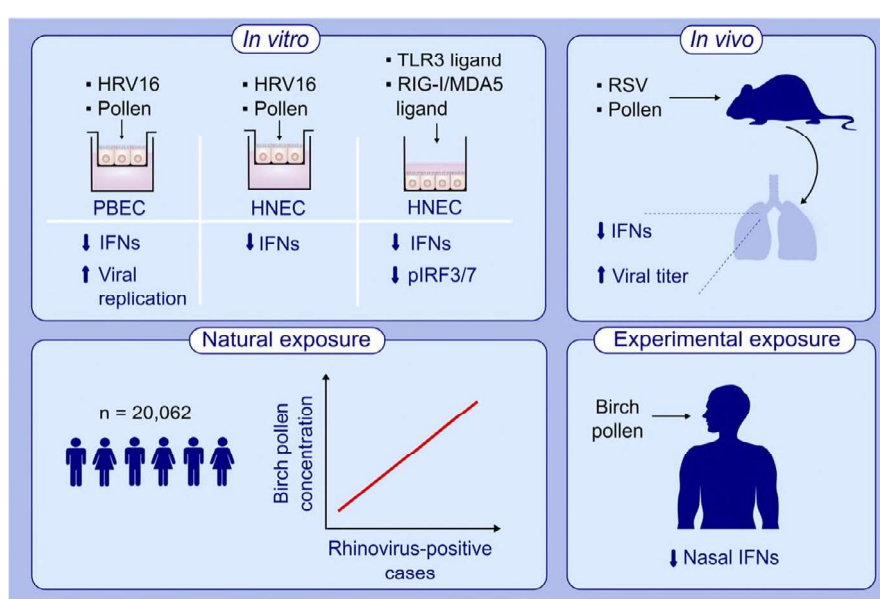 In vitro
▪ HRV16
▪ Pollen
PBEC
↓ IFNs
↑ Viral
replication
▪ HRV16
▪ Pollen
HNEC
↓ IFNs
▪ TLR3 ligand
▪ RIG-I/MDA5
ligand
HNEC
↓ IFNs
↓ pIRF3/7
In vivo
▪ RSV
▪ Pollen
↓ IFNs
↑ Viral titer
Natural exposure
n = 20,062
Birch pollen
concentration
Rhinovirus-positive
cases
Experimental exposure
Birch
pollen
↓ Nasal IFNs